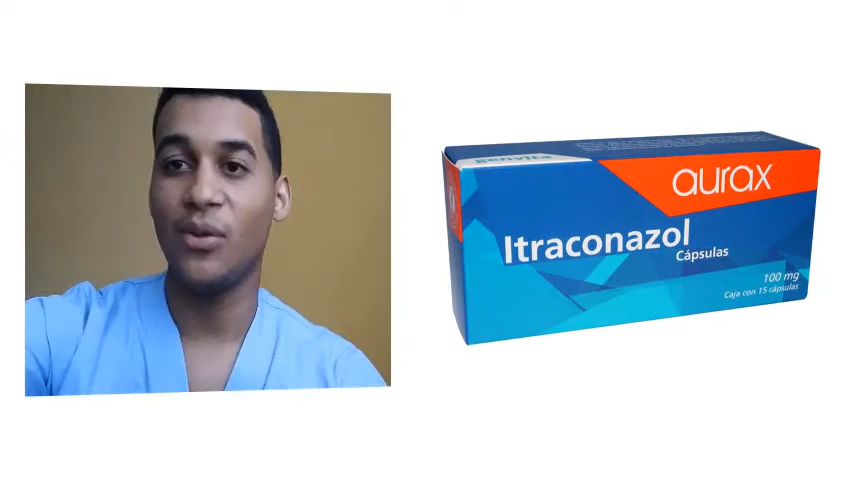 aurax
Itraconazol
Cápsulas
100 mg
Caja con 15 cápsulas